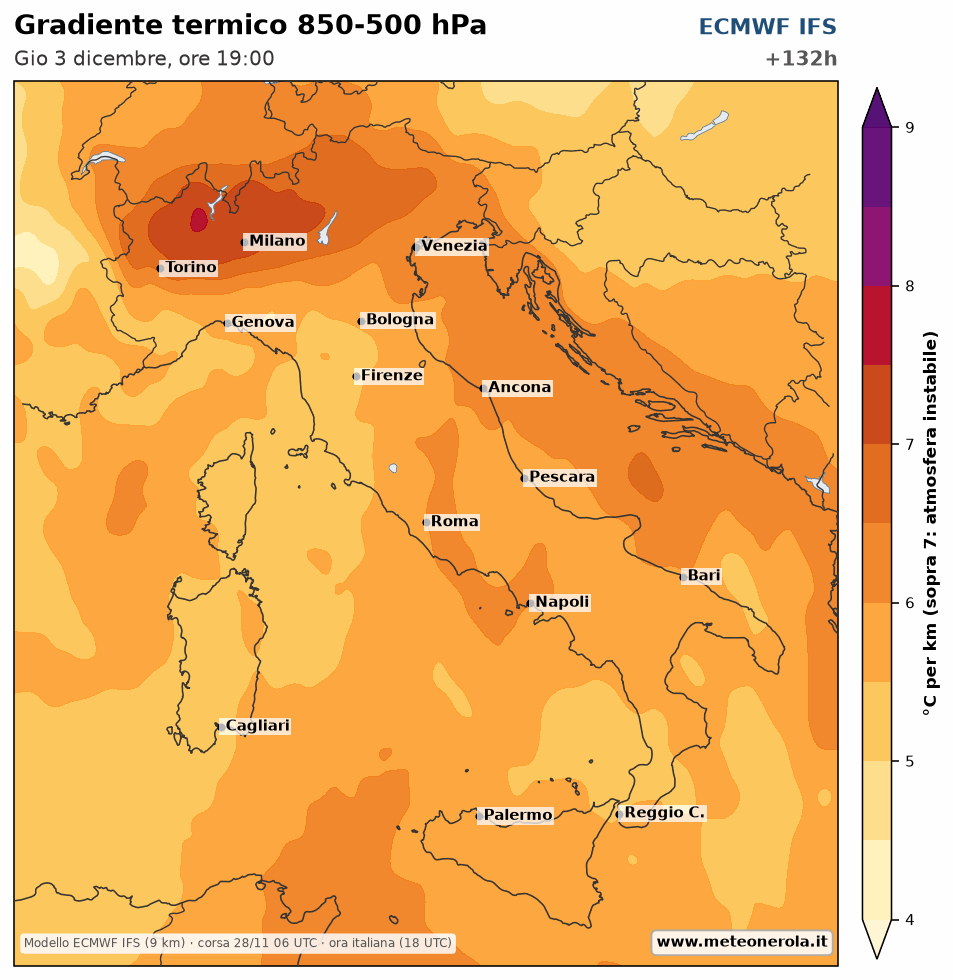 Gradiente termico 850-500 hPa
ECMWF IFS
Gio 3 dicembre, ore 19:00
+132h
Milano
Venezia
Torino
Genova
Bologna
Firenze
Ancona
Pescara
Roma
Bari
Napoli
Cagliari
Palermo
Reggio C.
9
8
7
6
5
4
°C per km (sopra 7: atmosfera instabile)
Modello ECMWF IFS (9 km) · corsa 28/11 06 UTC · ora italiana (18 UTC)
www.meteonerola.it